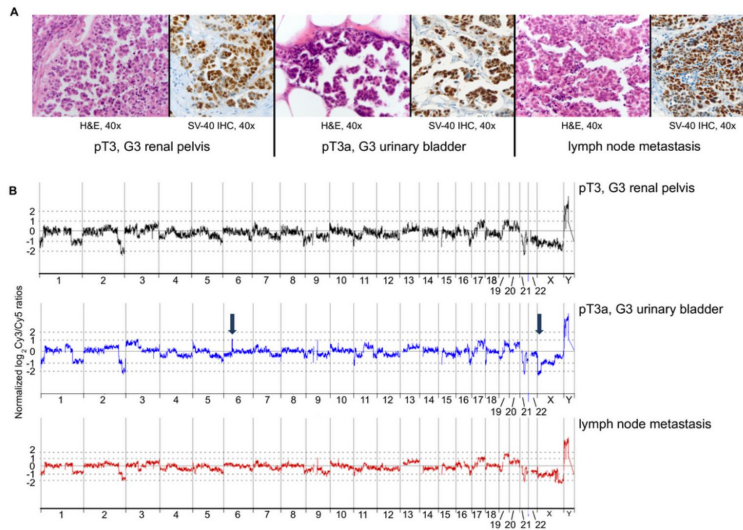 A
H&E, 40x SV-40 IHC, 40x H&E, 40x SV-40 IHC, 40x H&E, 40x SV-40 IHC, 40x
pT3, G3 renal pelvis pT3a, G3 urinary bladder lymph node metastasis
B
pT3, G3 renal pelvis
2
1
0
-1
-2
1 2 3 4 5 6 7 8 9 10 11 12 13 14 15 16 17 18 19 20 21 22 X Y
pT3a, G3 urinary bladder
2
1
0
-1
-2
1 2 3 4 5 6 7 8 9 10 11 12 13 14 15 16 17 18 19 20 21 22 X Y
lymph node metastasis
2
1
0
-1
-2
1 2 3 4 5 6 7 8 9 10 11 12 13 14 15 16 17 18 19 20 21 22 X Y
Normalized log2 Cy3/Cy5 ratios